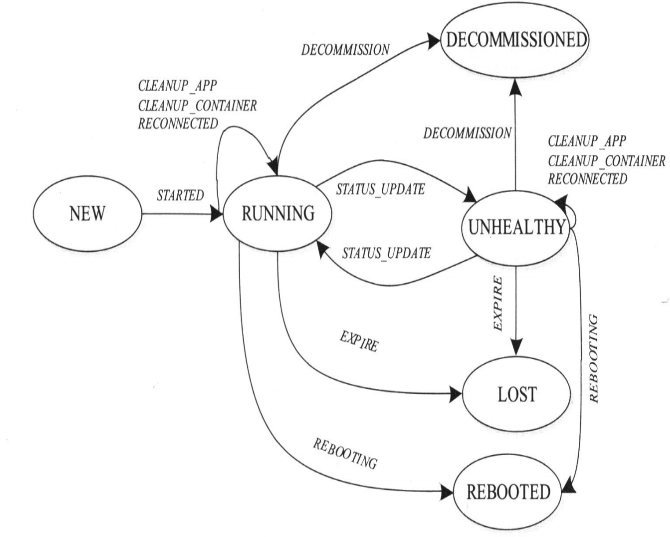 DECOMMISSIONED
DECOMMISSION
CLEANUP_APP
CLEANUP_CONTAINER
RECONNECTED
DECOMMISSION
CLEANUP_APP
CLEANUP_CONTAINER
RECONNECTED
STARTED
STATUS_UPDATE
NEW
RUNNING
UNHEALTHY
STATUS_UPDATE
EXPIRE
REBOOTING
EXPIRE
LOST
REBOOTING
REBOOTED